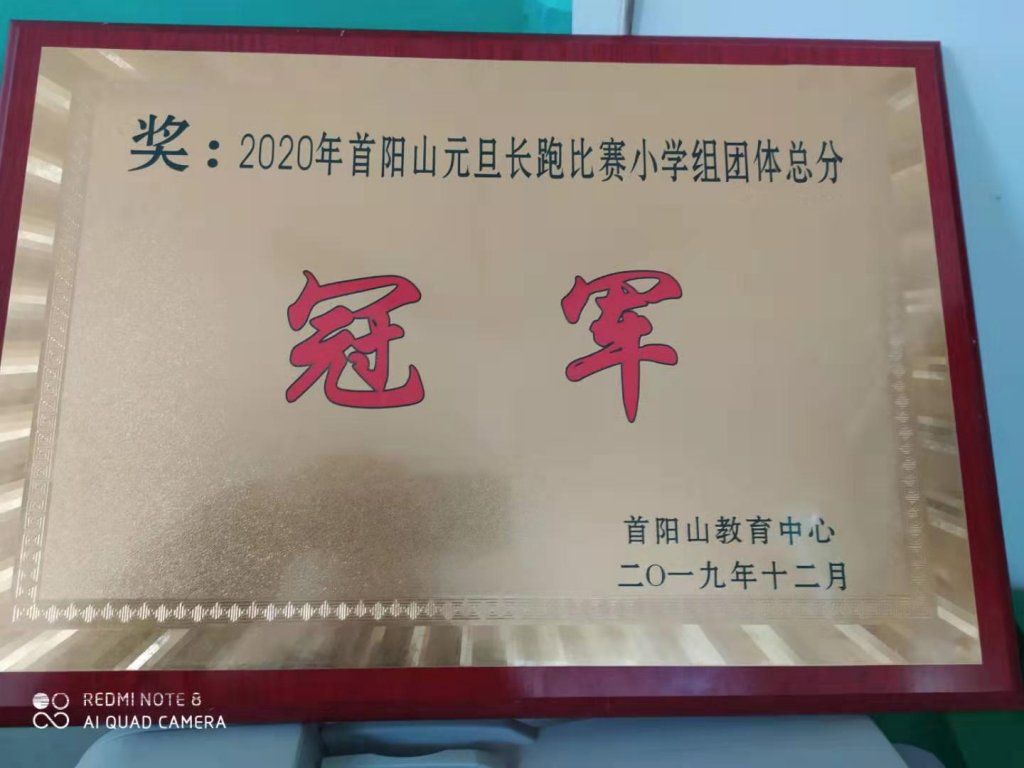 奖：2020年首阳山元旦长跑比赛小学组团体总分
冠军
首阳山教育中心
二〇一九年十二月
REDMI NOTE 8
AI QUAD CAMERA